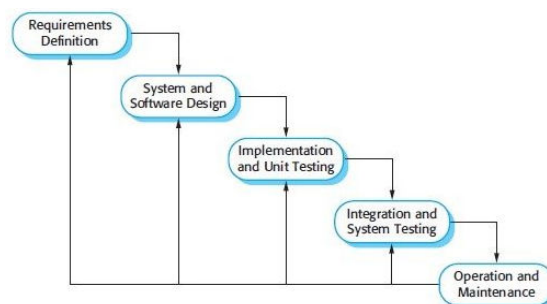 Requirements
Definition
System and
Software Design
Implementation
and Unit Testing
Integration and
System Testing
Operation and
Maintenance